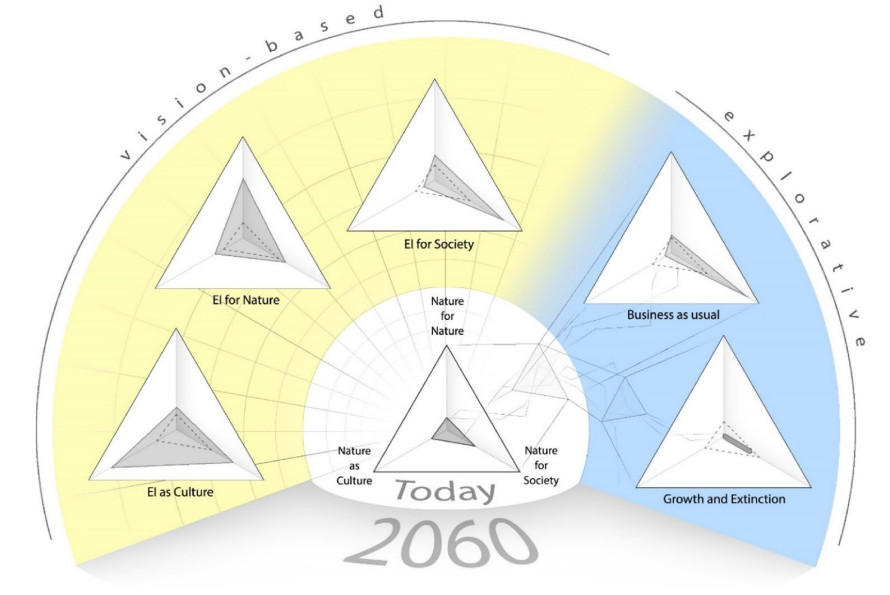 vision-based
explorative
EI for Society
EI for Nature
Business as usual
Nature
for
Nature
Nature
as
Culture
Nature
for
Society
EI as Culture
Growth and Extinction
Today
2060